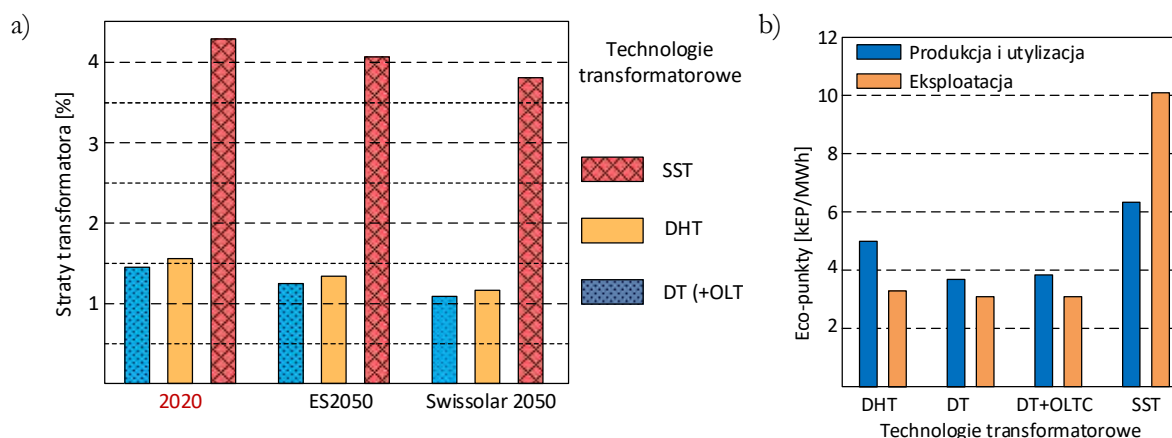 a)
Straty transformatora [%]
4
3
2
1
2020
ES2050
Swissolar 2050
Technologie
transformatorowe
SST
DHT
DT (+OLT
b)
Eco-punkty [kEP/MWh]
12
10
8
6
4
2
Produkcja i utylizacja
Eksploatacja
DHT
DT
DT+OLTC
SST
Technologie transformatorowe